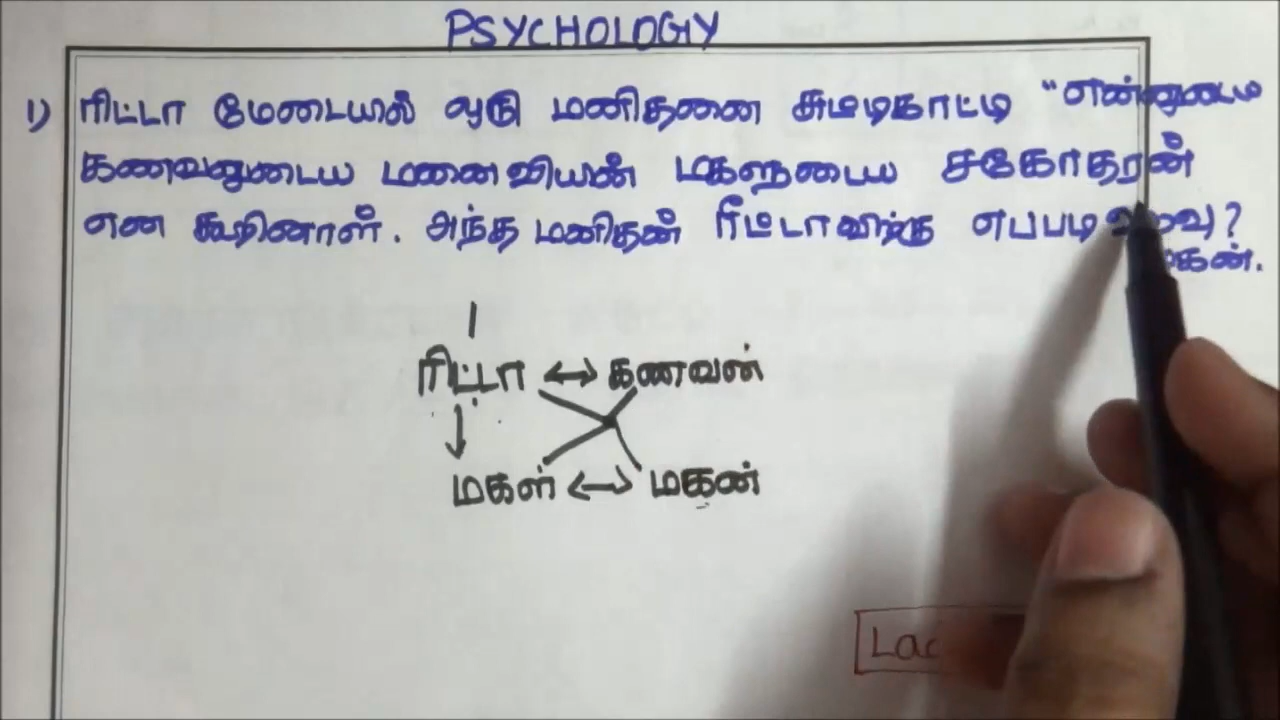 PSYCHOLOGY
1) ரிட்டா மேடையில் ஒரு மனிதனை சுமடிகாட்டி "என்னுடைய
கணவனுடைய மனைவியின் மகளுடைய சகோதரன்
என கூறினாள். அந்த மனிதன் ரீட்டாவிற்கு எப்படி உறவு?
மகன்.
ரிட்டா ↔ கணவன்
மகள் ↔ மகன்